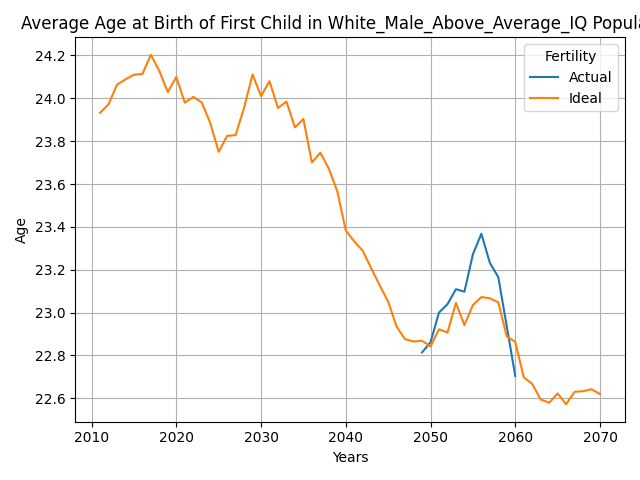 Average Age at Birth of First Child in White_Male_Above_Average_IQ
Fertility
Actual
Ideal
24.2
24.0
23.8
23.6
23.4
23.2
23.0
22.8
22.6
Age
2010 2020 2030 2040 2050 2060 2070
Years